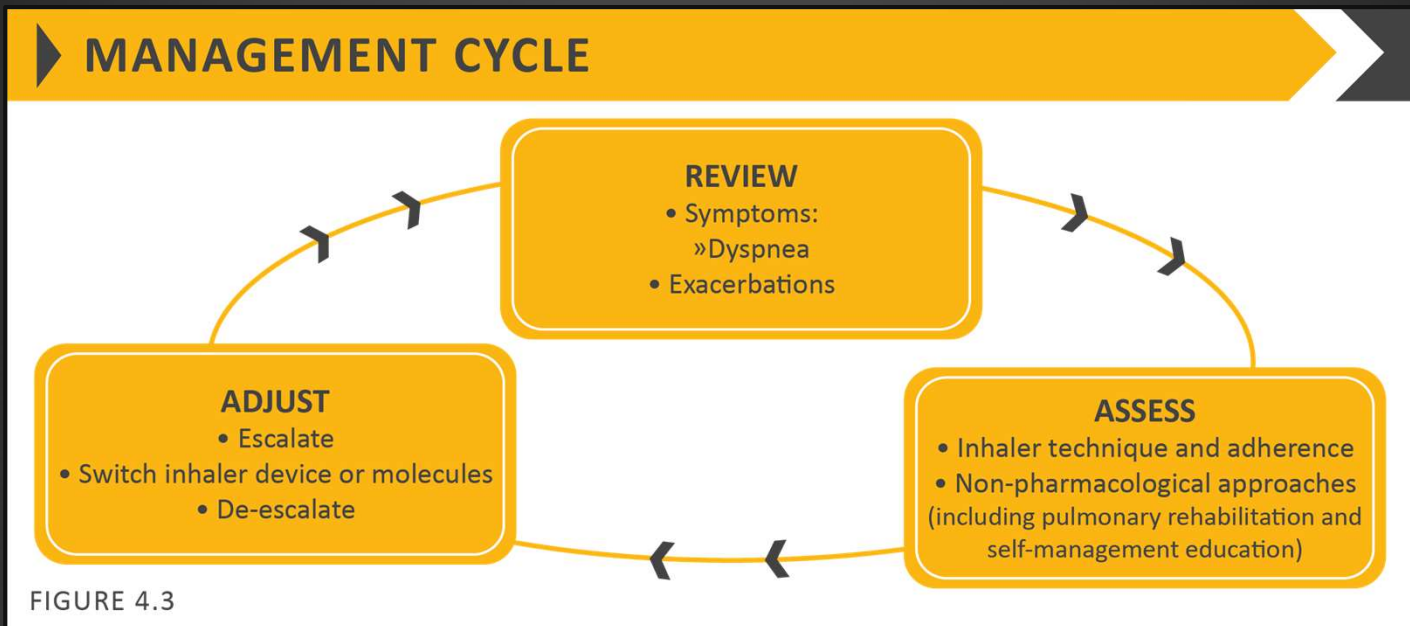 MANAGEMENT CYCLE
REVIEW
• Symptoms:
»Dyspnea
• Exacerbations
ADJUST
• Escalate
• Switch inhaler device or molecules
• De-escalate
ASSESS
• Inhaler technique and adherence
• Non-pharmacological approaches
(including pulmonary rehabilitation and
self-management education)
FIGURE 4.3